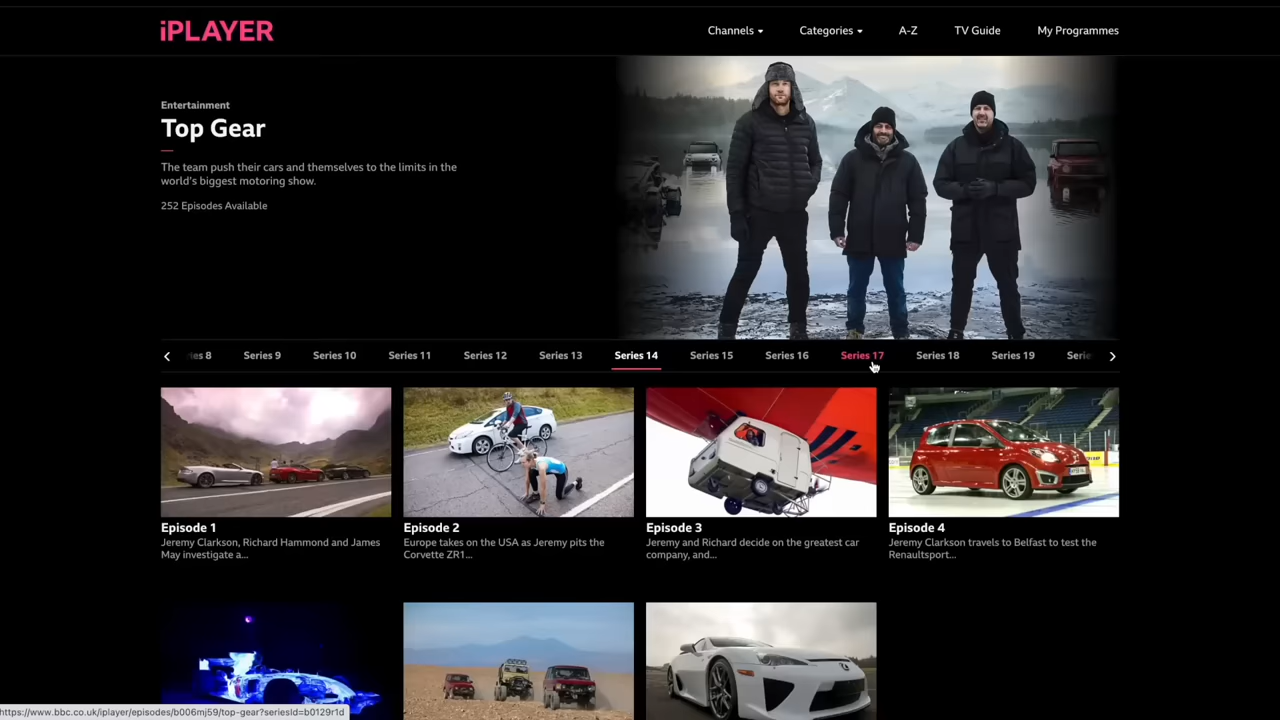 iPLAYER
Channels
Categories
A-Z
TV Guide
My Programmes
Entertainment
Top Gear
The team push their cars and themselves to the limits in the
world's biggest motoring show.
252 Episodes Available
ies 8
Series 9
Series 10
Series 11
Series 12
Series 13
Series 14
Series 15
Series 16
Series 17
Series 18
Series 19
Serie
Episode 1
Jeremy Clarkson, Richard Hammond and James
May investigate a...
Episode 2
Europe takes on the USA as Jeremy pits the
Corvette ZR1...
Episode 3
Jeremy and Richard decide on the greatest car
company, and...
Episode 4
Jeremy Clarkson travels to Belfast to test the
Renaultsport...
https://www.bbc.co.uk/iplayer/episodes/b006mj59/top-gear?seriesId=b0129r1d